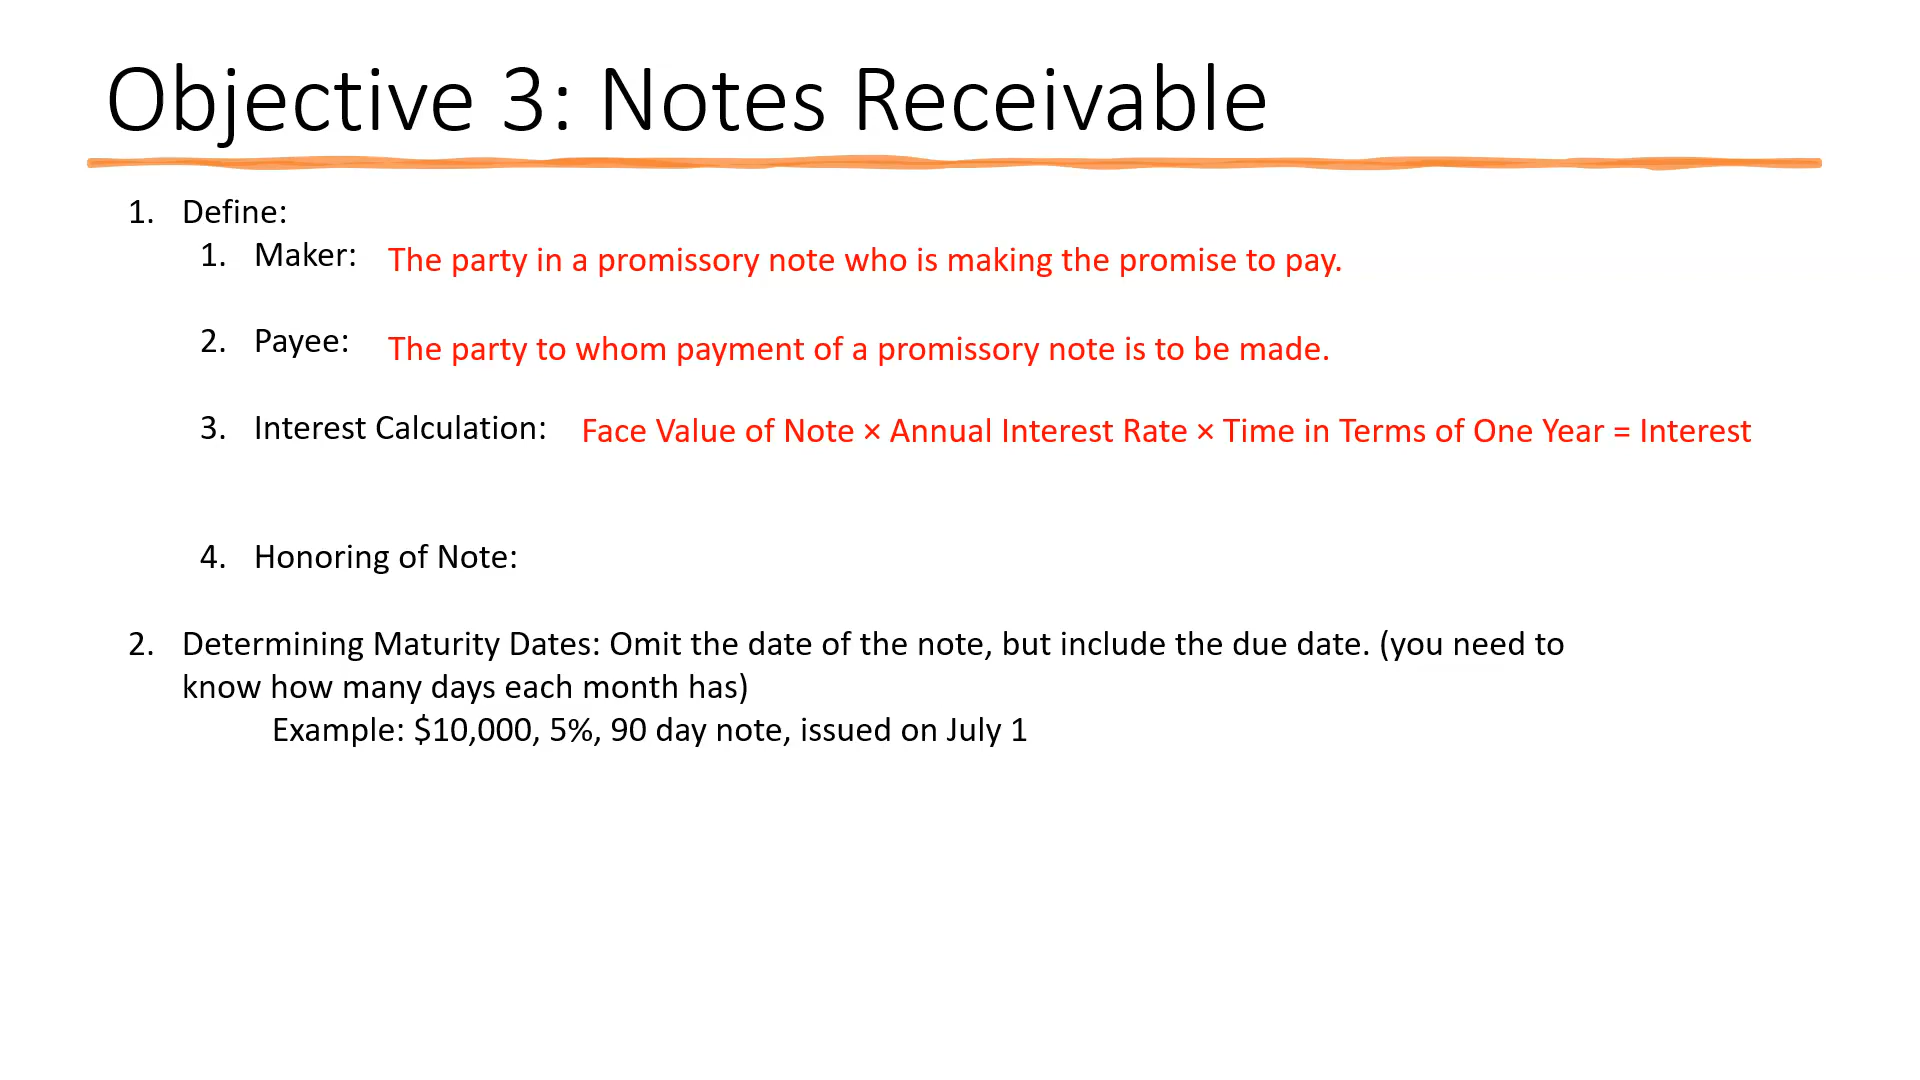 Objective 3: Notes Receivable
1. Define:
1. Maker: The party in a promissory note who is making the promise to pay.
2. Payee: The party to whom payment of a promissory note is to be made.
3. Interest Calculation: Face Value of Note × Annual Interest Rate × Time in Terms of One Year = Interest
4. Honoring of Note:
2. Determining Maturity Dates: Omit the date of the note, but include the due date. (you need to
know how many days each month has)
Example: $10,000, 5%, 90 day note, issued on July 1